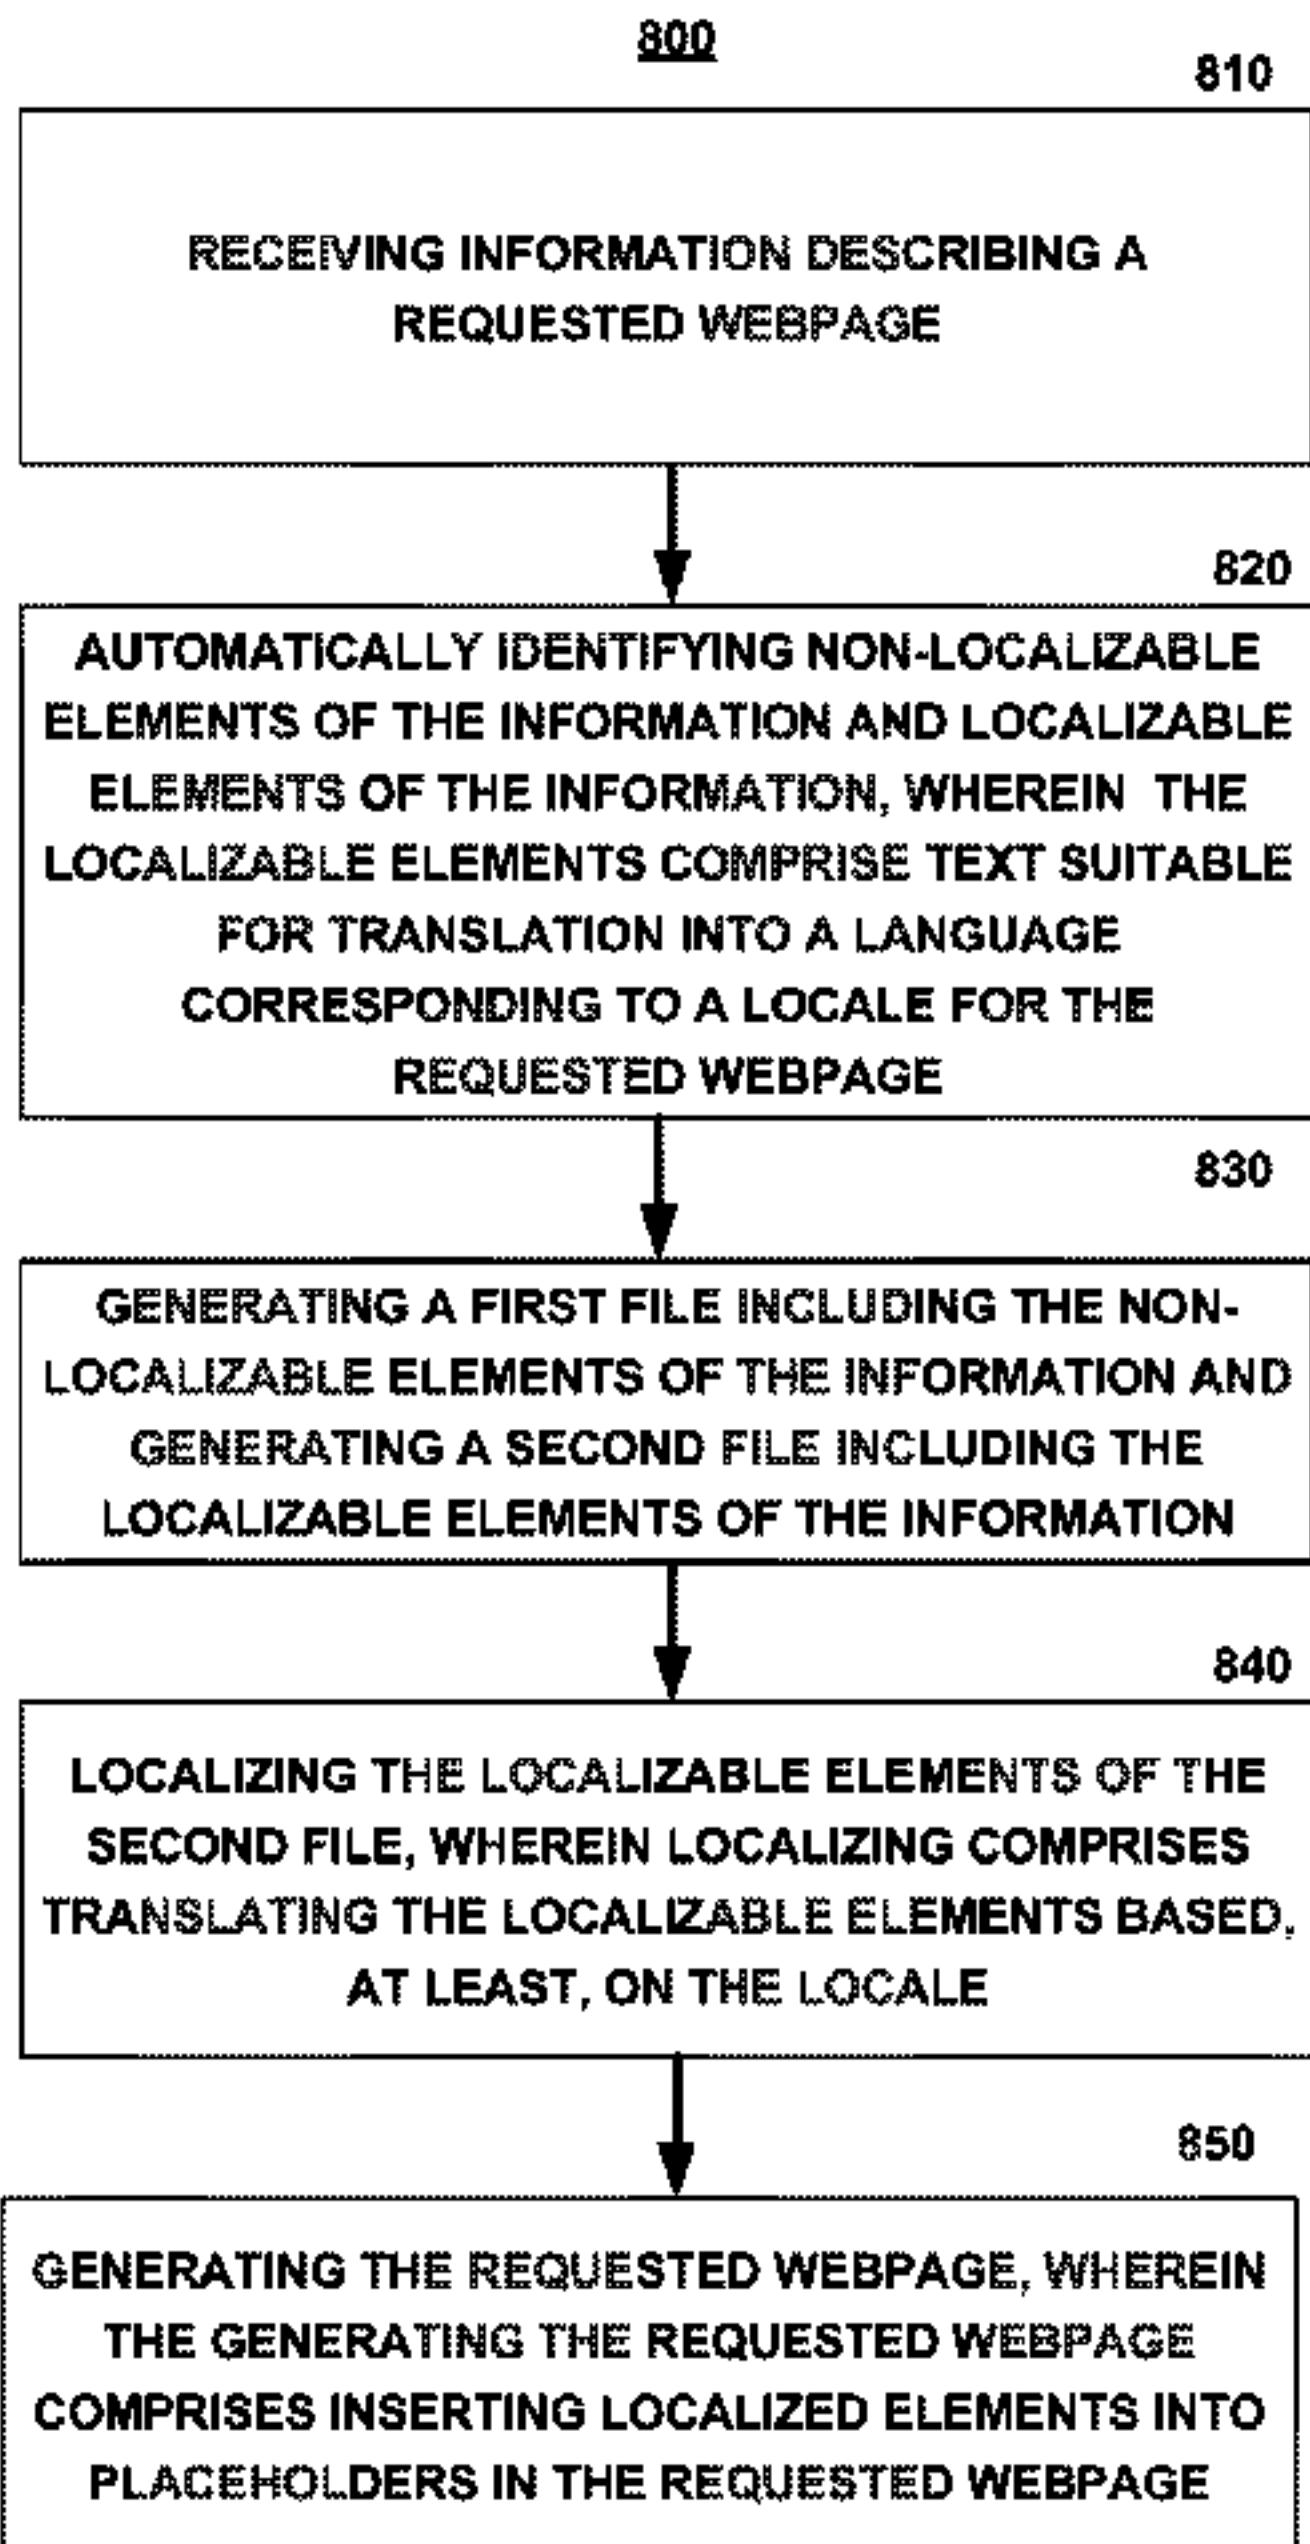 800
810
RECEIVING INFORMATION DESCRIBING A
REQUESTED WEBPAGE
820
AUTOMATICALLY IDENTIFYING NON-LOCALIZABLE
ELEMENTS OF THE INFORMATION AND LOCALIZABLE
ELEMENTS OF THE INFORMATION, WHEREIN THE
LOCALIZABLE ELEMENTS COMPRISE TEXT SUITABLE
FOR TRANSLATION INTO A LANGUAGE
CORRESPONDING TO A LOCALE FOR THE
REQUESTED WEBPAGE
830
GENERATING A FIRST FILE INCLUDING THE NON-
LOCALIZABLE ELEMENTS OF THE INFORMATION AND
GENERATING A SECOND FILE INCLUDING THE
LOCALIZABLE ELEMENTS OF THE INFORMATION
840
LOCALIZING THE LOCALIZABLE ELEMENTS OF THE
SECOND FILE, WHEREIN LOCALIZING COMPRISES
TRANSLATING THE LOCALIZABLE ELEMENTS BASED,
AT LEAST, ON THE LOCALE
850
GENERATING THE REQUESTED WEBPAGE, WHEREIN
THE GENERATING THE REQUESTED WEBPAGE
COMPRISES INSERTING LOCALIZED ELEMENTS INTO
PLACEHOLDERS IN THE REQUESTED WEBPAGE